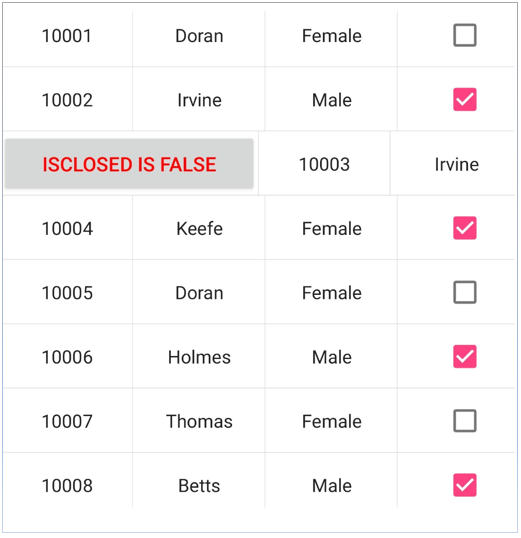 10001 Doran Female
10002 Irvine Male
ISCLOSED IS FALSE 10003 Irvine
10004 Keefe Female
10005 Doran Female
10006 Holmes Male
10007 Thomas Female
10008 Betts Male